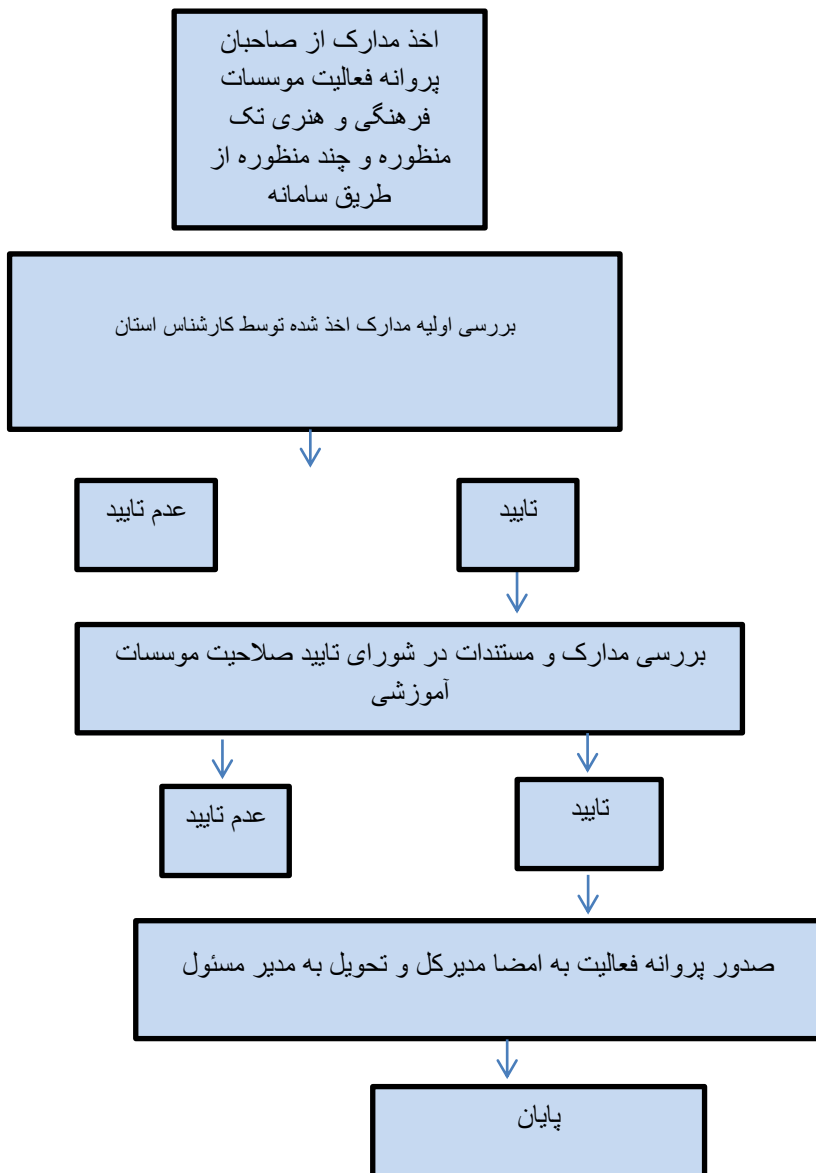 اخذ مدارک از صاحبان
پروانه فعالیت موسسات
فرهنگی و هنری تک
منظوره و چند منظوره از
طریق سامانه
بررسی اولیه مدارک اخذ شده توسط کارشناس استان
تایید
عدم تایید
بررسی مدارک و مستندات در شورای تایید صلاحیت موسسات
آموزشی
تایید
عدم تایید
صدور پروانه فعالیت به امضا مدیرکل و تحویل به مدیر مسئول
پایان